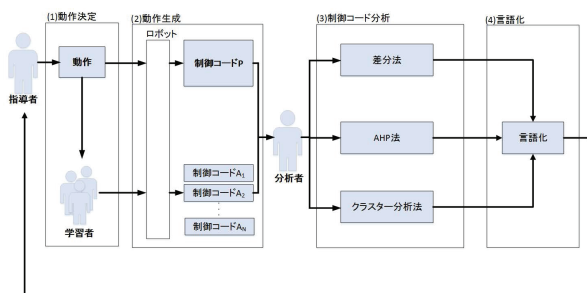 (1)動作決定
(2)動作生成
(3)制御コード分析
(4)言語化
ロボット
動作
制御コードP
差分法
指導者
AHP法
言語化
制御コードA1
制御コードA2
分析者
制御コードAN
クラスター分析法
学習者